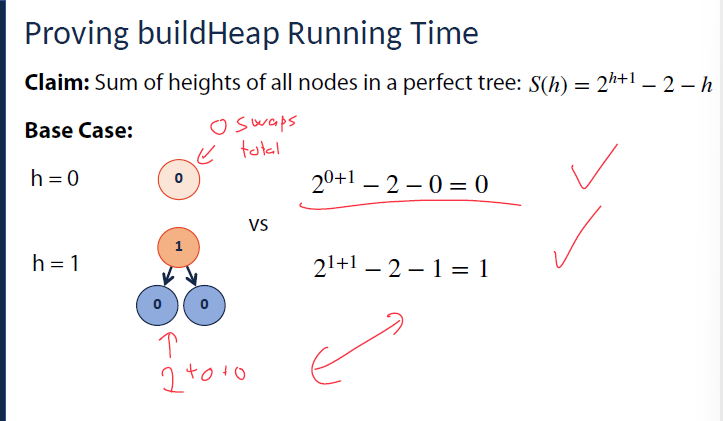 Proving buildHeap Running Time
Claim: Sum of heights of all nodes in a perfect tree: S(h) = 2^{h+1} − 2 − h
Base Case:
0 swaps
total
h = 0
0
2^{0+1} − 2 − 0 = 0
vs
h = 1
1
0 0
2^{1+1} − 2 − 1 = 1
1+0+0